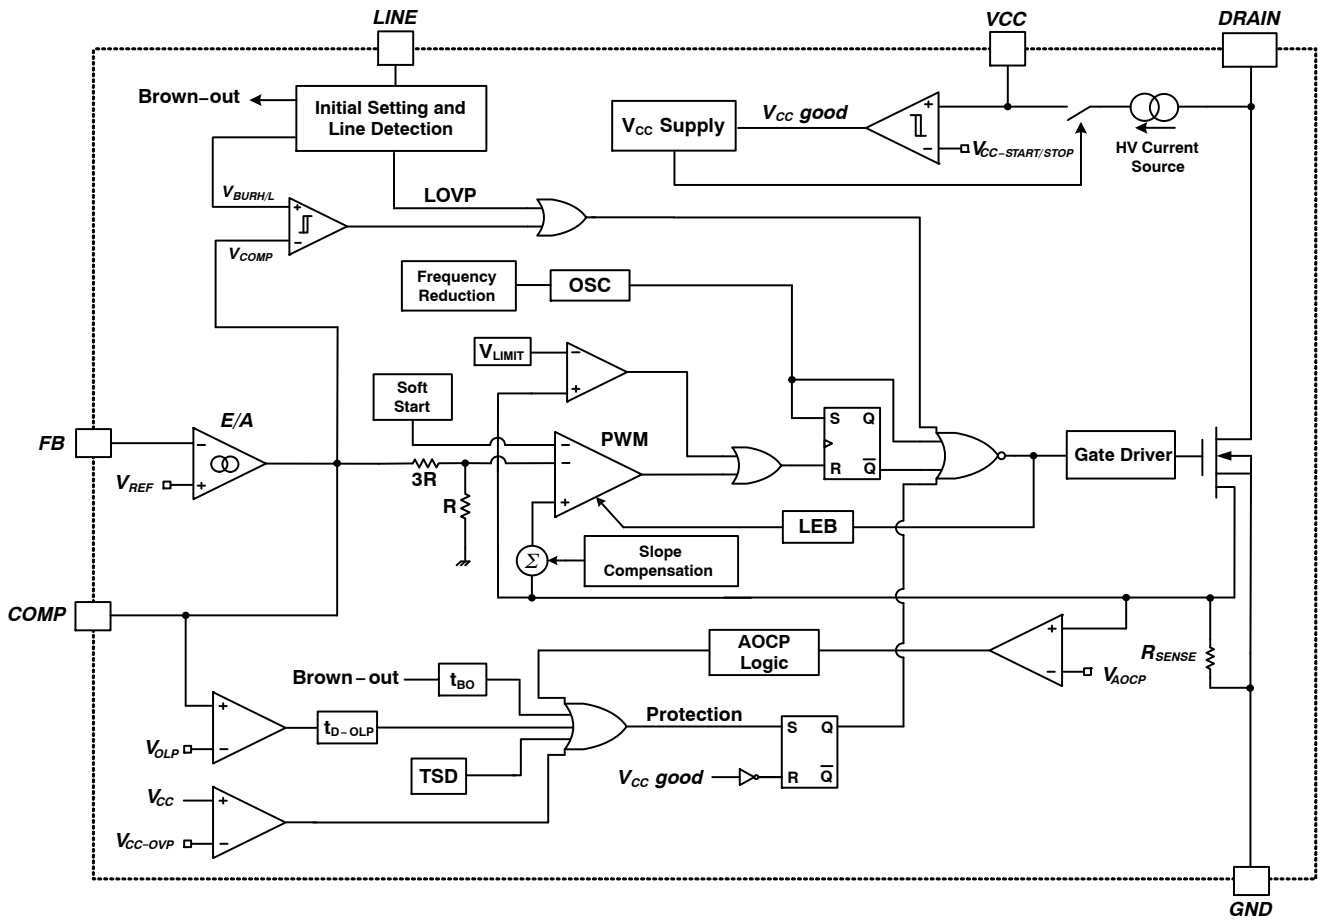 LINE
VCC
DRAIN
Brown–out
Initial Setting and
Line Detection
VCC Supply
VCC good
+
−
VCC−START/STOP
HV Current
Source
VBURH/L
+
−
VCOMP
LOVP
Frequency
Reduction
OSC
VLIMIT
−
+
Soft
Start
S Q
R Q
FB
E/A
−
+
VREF
3R
R
PWM
−
−
+
Gate Driver
LEB
Σ
Slope
Compensation
COMP
AOCP
Logic
+
−
VAOCP
RSENSE
Brown–out
tBO
+
−
VOLP
tD−OLP
Protection
S Q
R Q
TSD
VCC good
VCC
+
−
VCC−OVP
GND